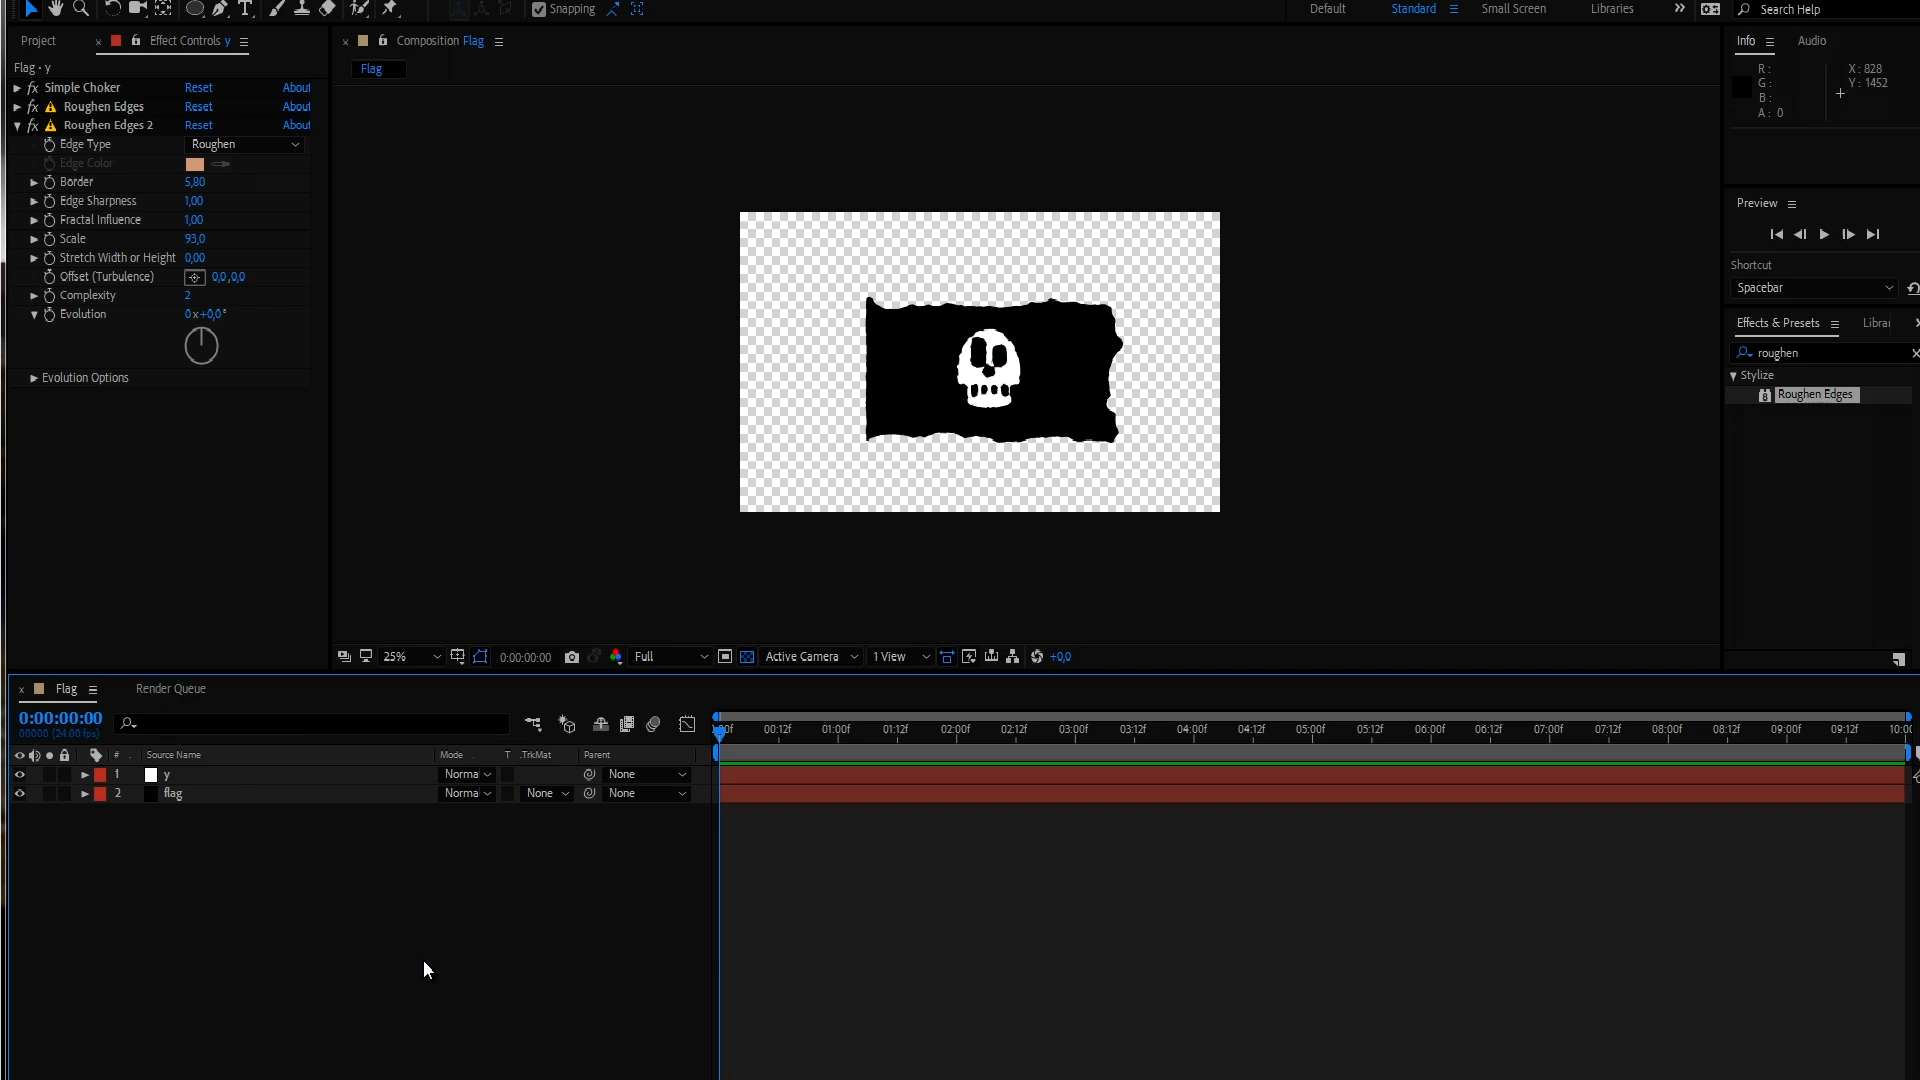 Snapping
Default
Standard
Small Screen
Libraries
Search Help
Project
Effect Controls y
Composition Flag
Info
Audio
Flag • y
Flag
Simple Choker Reset About
Roughen Edges Reset About
Roughen Edges 2 Reset About
Edge Type Roughen
Edge Color
Border 5,80
Edge Sharpness 1,00
Fractal Influence 1,00
Scale 93,0
Stretch Width or Height 0,00
Offset (Turbulence) 0,0 ,0,0
Complexity 2
Evolution 0 x +0,0°
Evolution Options
R :
G :
B :
A : 0
X : 828
Y : 1452
Preview
Shortcut
Spacebar
Effects & Presets
roughen
Stylize
Roughen Edges
25%
0:00:00:00
Full
Active Camera
1 View
+0,0
Flag
Render Queue
0:00:00:00
00000 (24.00 fps)
00:12f 01:00f 01:12f 02:00f 02:12f 03:00f 03:12f 04:00f 04:12f 05:00f 05:12f 06:00f 06:12f 07:00f 07:12f 08:00f 08:12f 09:00f 09:12f
# Source Name Mode T .TrkMat Parent
1 y Norma None
2 flag Norma None None